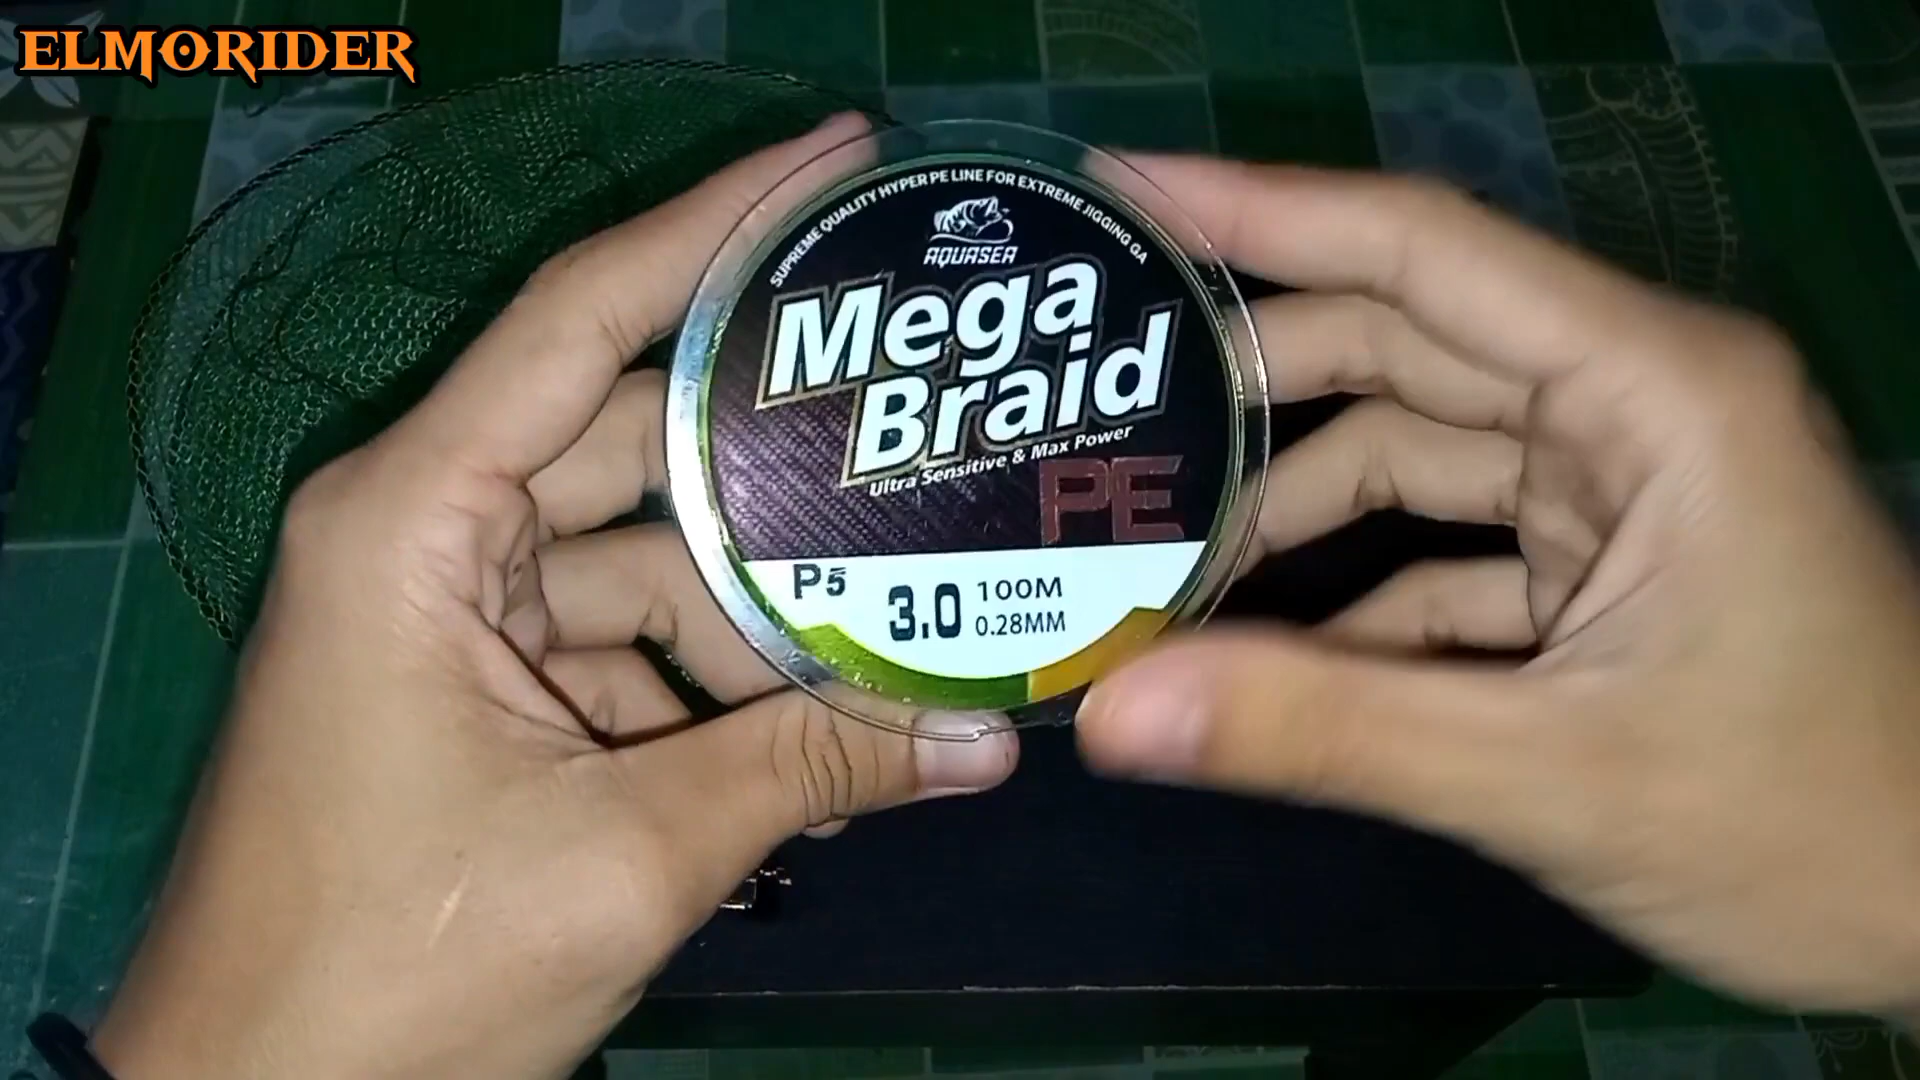 ELMORIDER
SUPREME QUALITY HYPER PE LINE FOR EXTREME JIGGING GA
AQUASEA
Mega
Braid
Ultra Sensitive & Max Power
PE
P5
3.0
100M
0.28MM